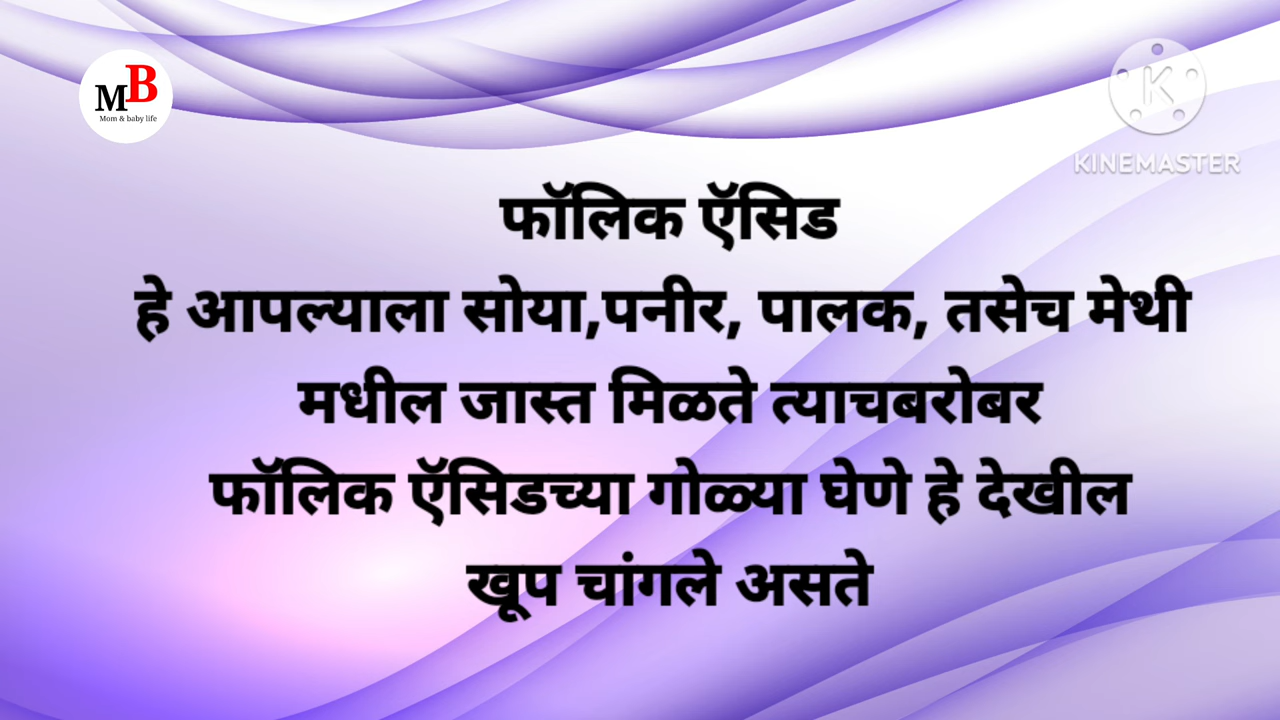 MB
Mom & baby life
KINEMASTER
फॉलिक ऍसिड
हे आपल्याला सोया,पनीर, पालक, तसेच मेथी
मधील जास्त मिळते त्याचबरोबर
फॉलिक ऍसिडच्या गोळ्या घेणे हे देखील
खूप चांगले असते